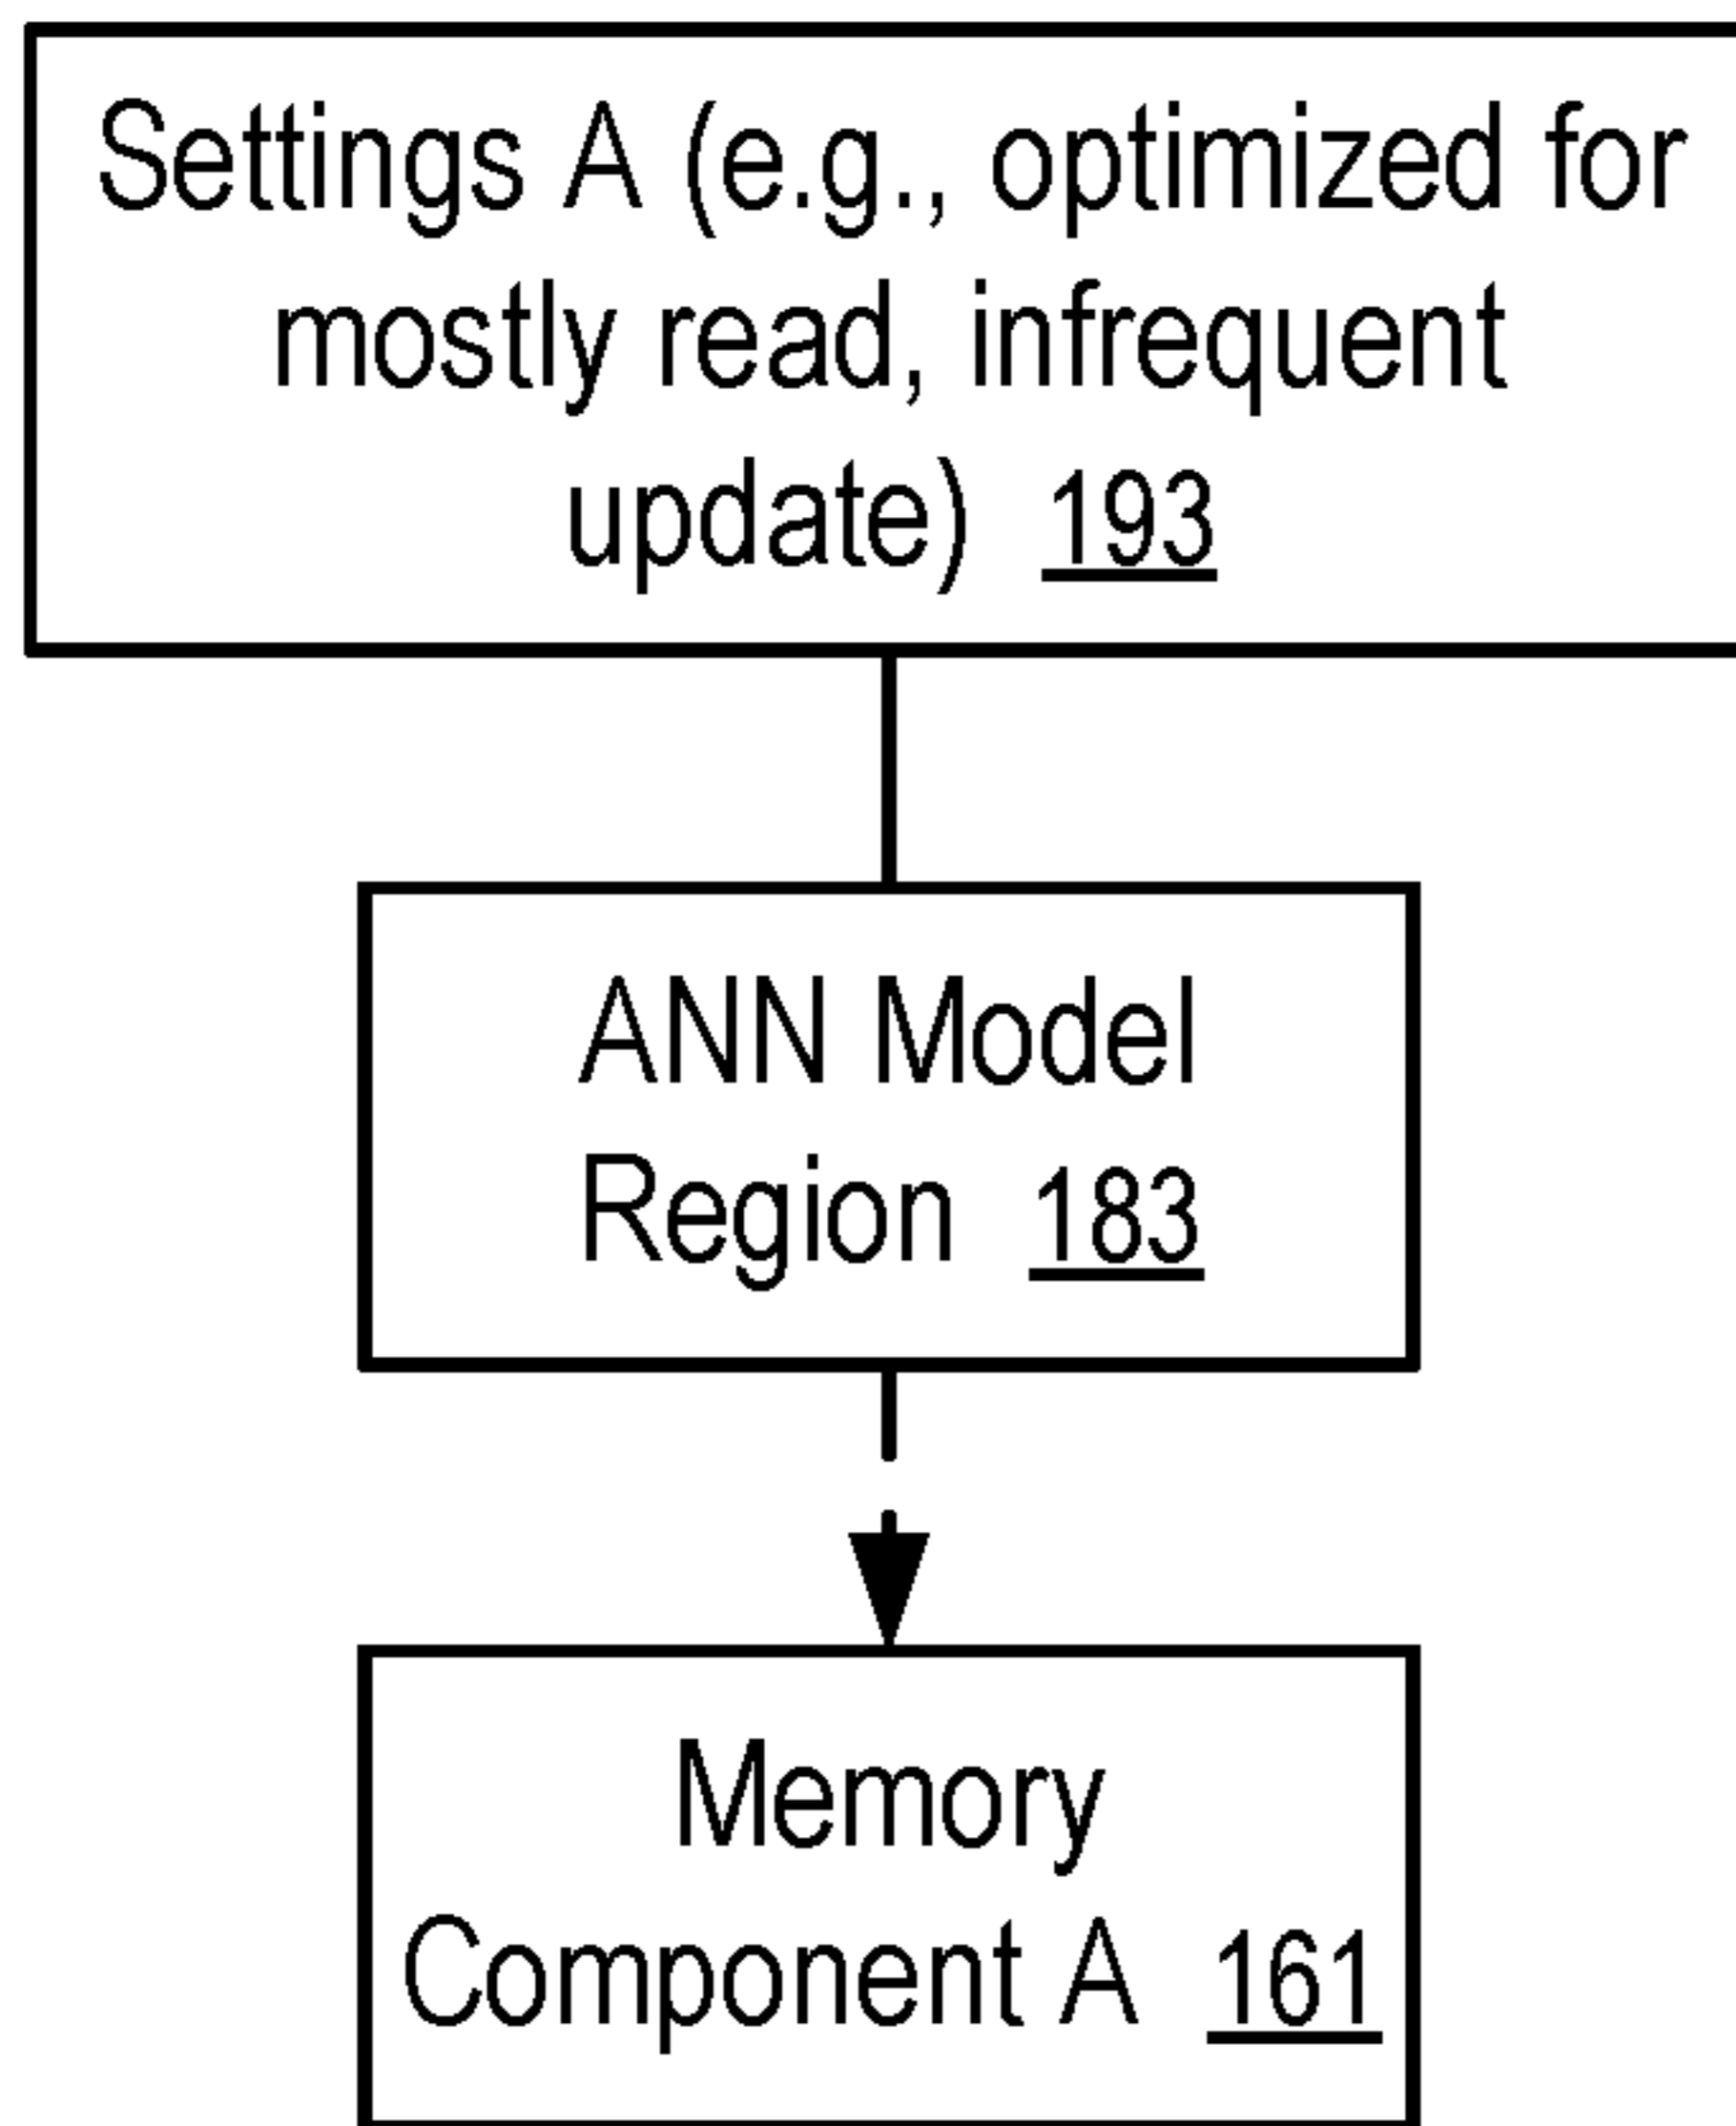 Settings A (e.g., optimized for
mostly read, infrequent
update) 193
ANN Model
Region 183
Memory
Component A 161